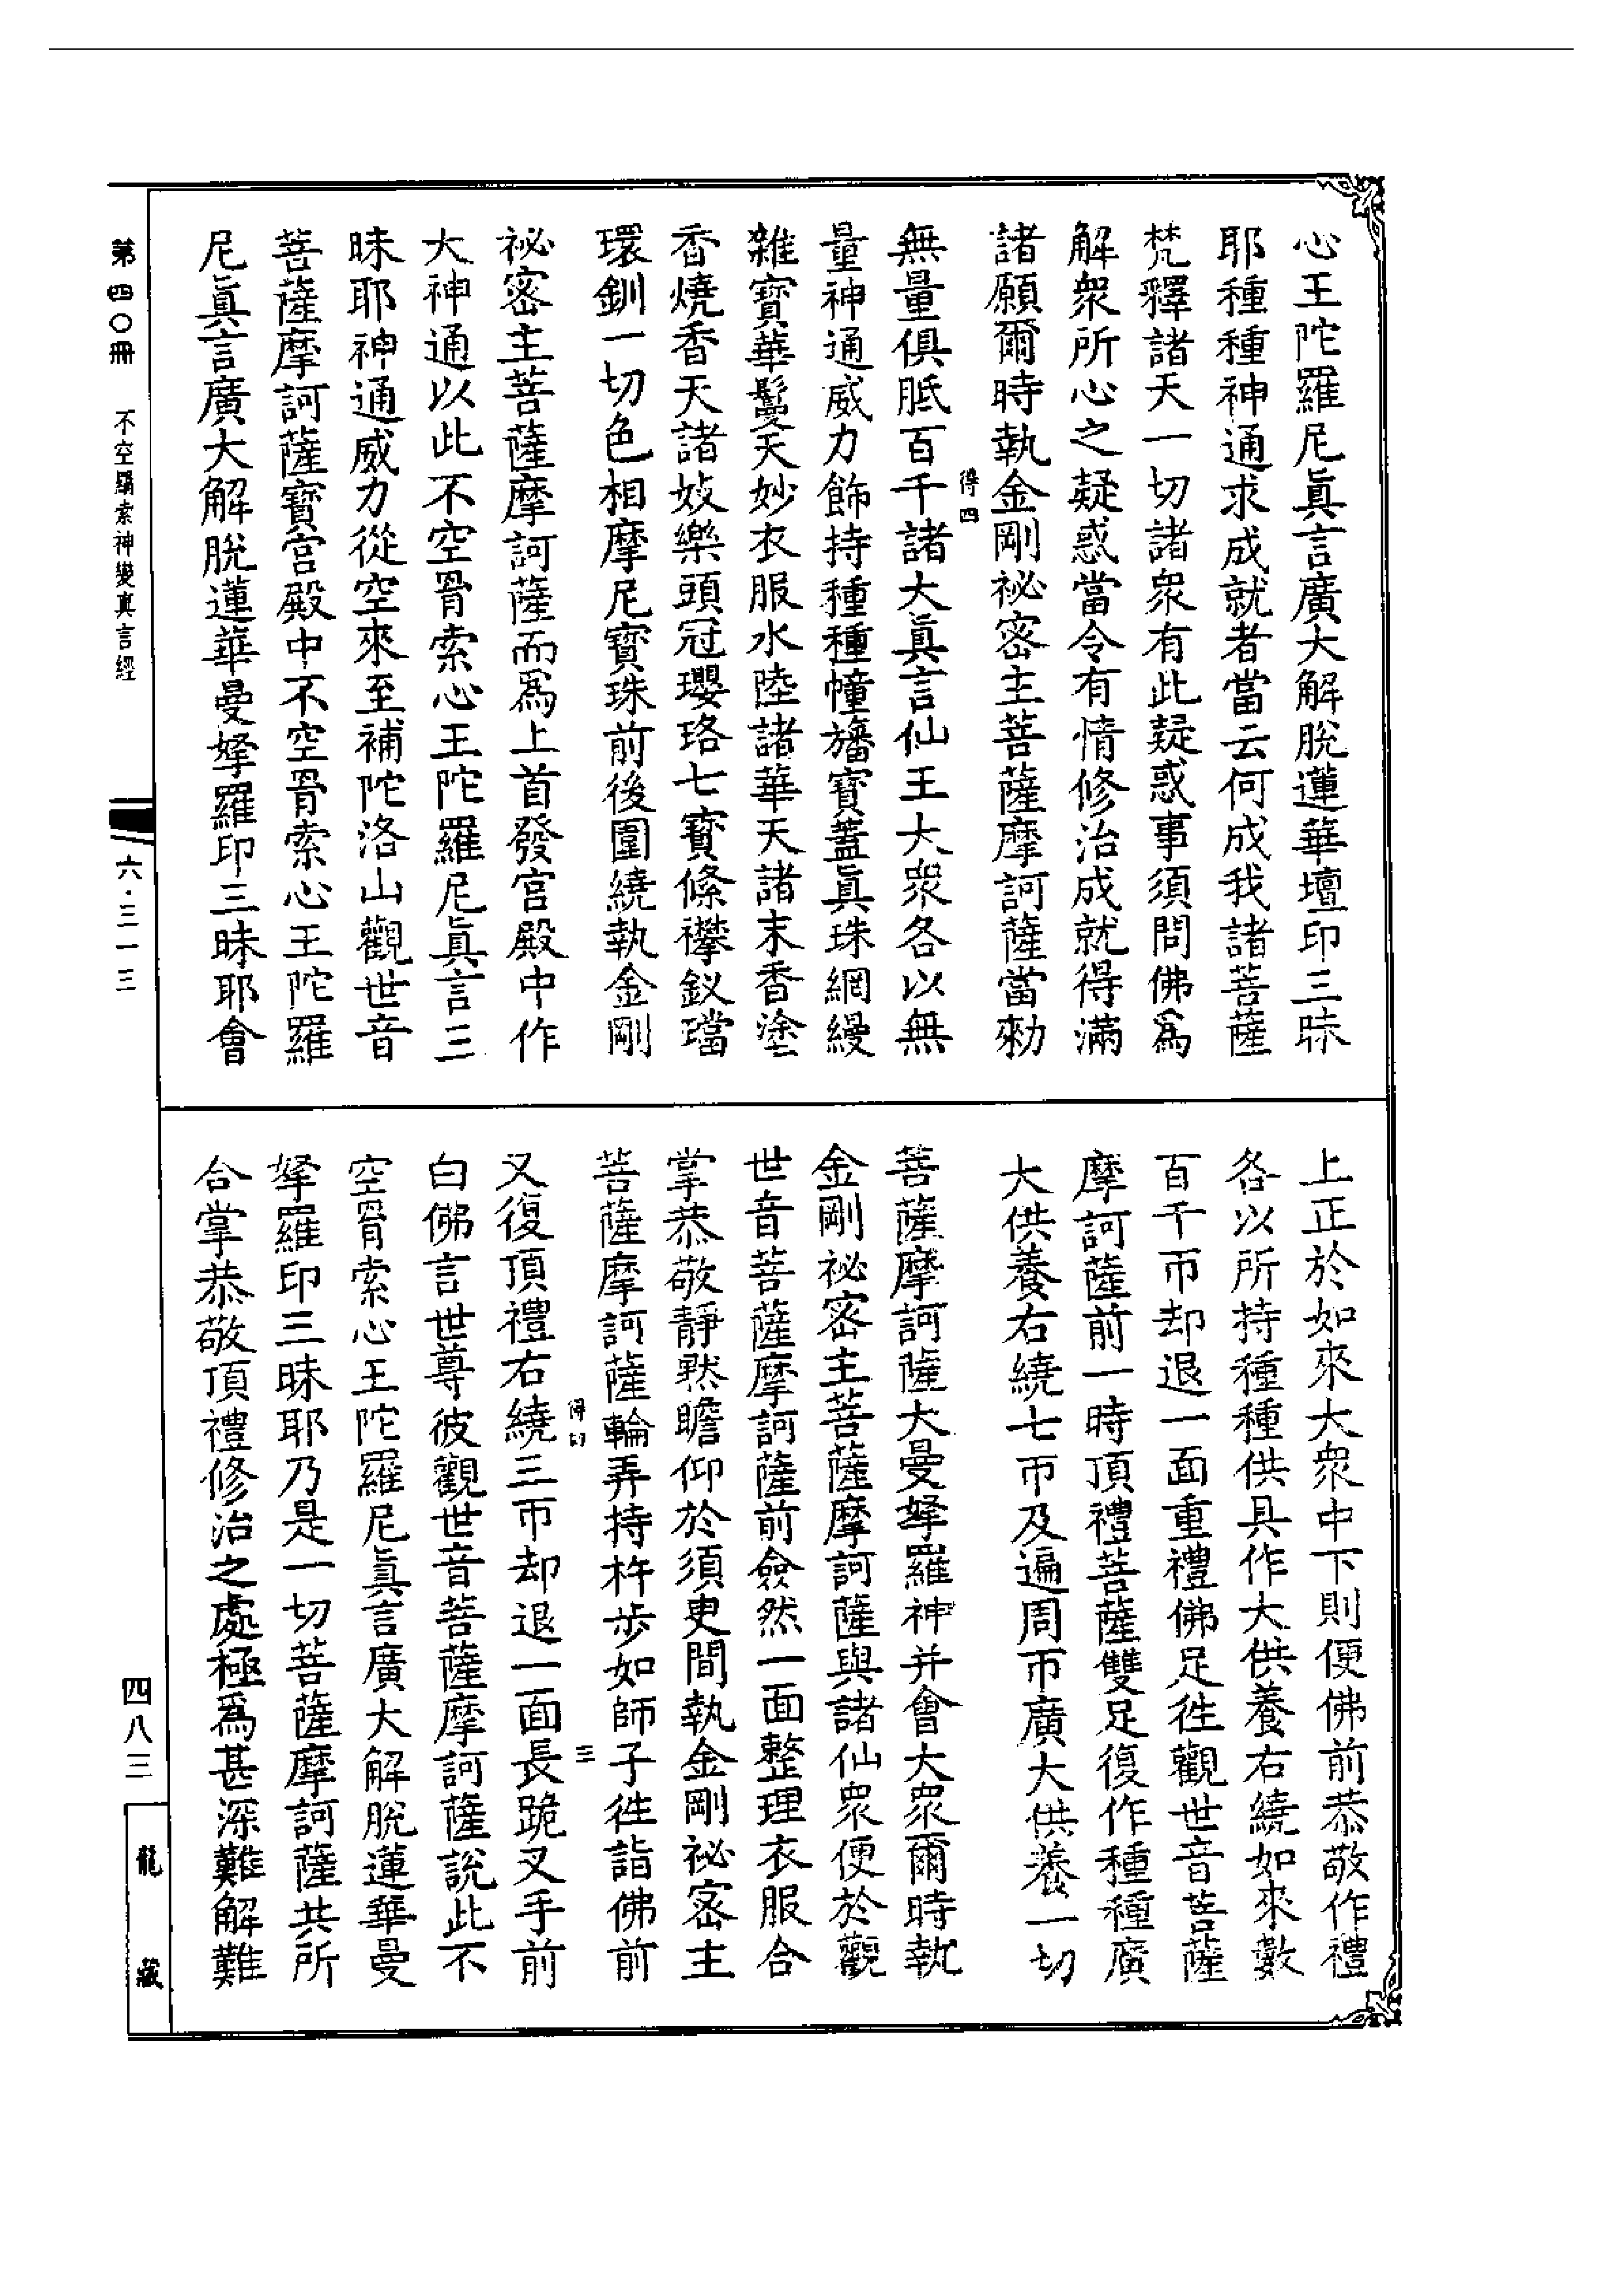 心王陀羅尼眞言廣大解脫蓮華壇印三昧
耶種種神通求成就者當云何成我諸菩薩
梵釋諸天一切諸衆有此疑惑事須問佛爲
解衆所心之疑惑當令有情修治成就得滿
諸願爾時執金剛祕密主菩薩摩訶薩當勑
得四
無量俱胝百千諸大眞言仙王大衆各以無
量神通威力飾持種種幢旛寶蓋眞珠網縵
雜寶華鬘天妙衣服水陸諸華天諸末香塗
香燒香天諸妓樂頭冠瓔珞七寶絛襻釵璫
環釧一切色相摩尼寶珠前後圍繞執金剛
祕密主菩薩摩訶薩而爲上首發宮殿中作
大神通以此不空罥索心王陀羅尼眞言三
昧耶神通威力從空來至補陀洛山觀世音
菩薩摩訶薩寶宮殿中不空罥索心王陀羅
尼眞言廣大解脫蓮華曼拏羅印三昧耶會
上正於如來大衆中下則便佛前恭敬作禮
各以所持種種供具作大供養右繞如來數
百千帀却退一面重禮佛足徃觀世音菩薩
摩訶薩前一時頂禮菩薩雙足復作種種廣
大供養右繞七帀及遍周帀廣大供養一切
菩薩摩訶薩大曼拏羅神并會大衆爾時執
金剛祕密主菩薩摩訶薩與諸仙衆便於觀
世音菩薩摩訶薩前僉然一面整理衣服合
掌恭敬靜黙瞻仰於須臾間執金剛祕密主
菩薩摩訶薩輪弄持杵步如師子徃詣佛前
三
又復頂禮右繞三帀却退一面長跪叉手前
白佛言世尊彼觀世音菩薩摩訶薩說此不
空罥索心王陀羅尼眞言廣大解脫蓮華曼
拏羅印三昧耶乃是一切菩薩摩訶薩共所
合掌恭敬頂禮修治之處極爲甚深難解難
第四〇冊 不空羂索神變真言經
六·三一三
四八三
龍藏